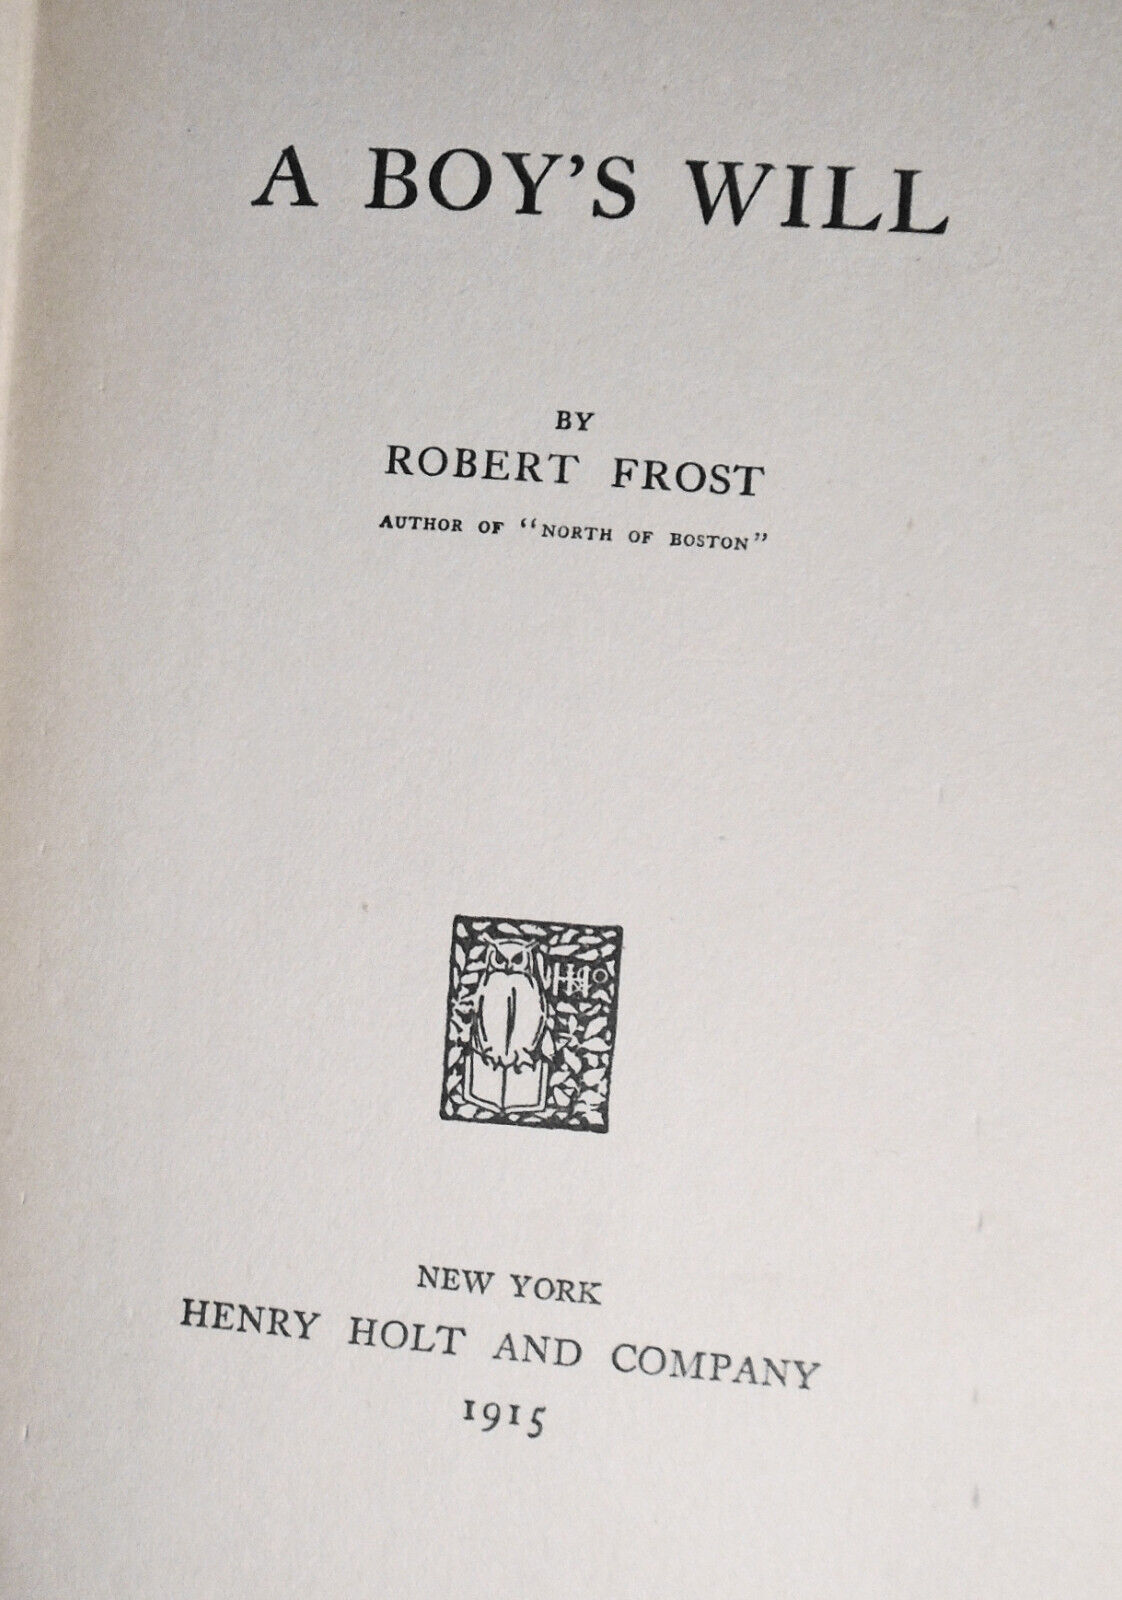 A BOY'S WILL
BY
ROBERT FROST
AUTHOR OF "NORTH OF BOSTON"
NEW YORK
HENRY HOLT AND COMPANY
1915